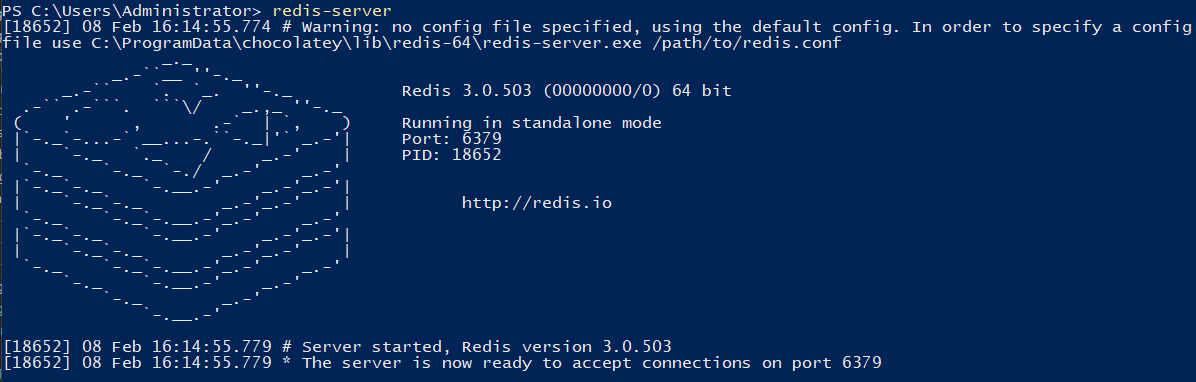 PS C:\Users\Administrator> redis-server
[18652] 08 Feb 16:14:55.774 # Warning: no config file specified, using the default config. In order to specify a config
file use C:\ProgramData\chocolatey\lib\redis-64\redis-server.exe /path/to/redis.conf
Redis 3.0.503 (00000000/0) 64 bit
Running in standalone mode
Port: 6379
PID: 18652
http://redis.io
[18652] 08 Feb 16:14:55.779 # Server started, Redis version 3.0.503
[18652] 08 Feb 16:14:55.779 * The server is now ready to accept connections on port 6379